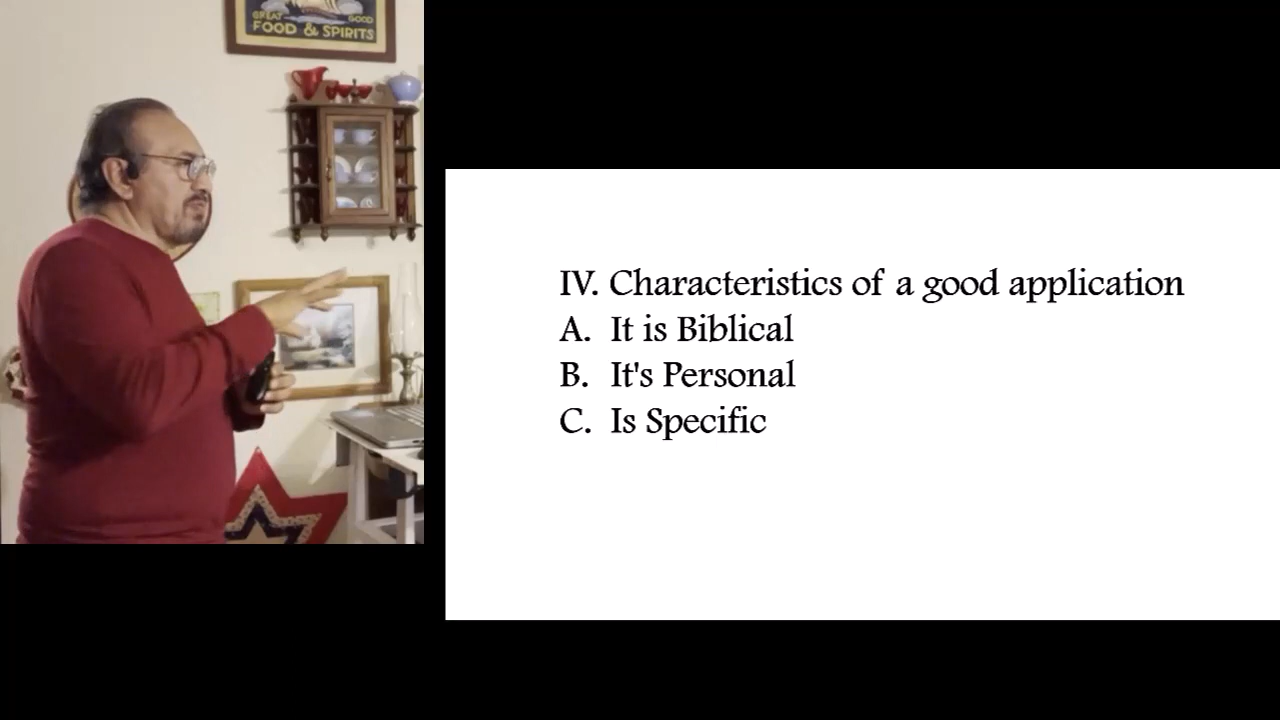 GREAT GOOD
FOOD & SPIRITS
IV. Characteristics of a good application
A. It is Biblical
B. It's Personal
C. Is Specific